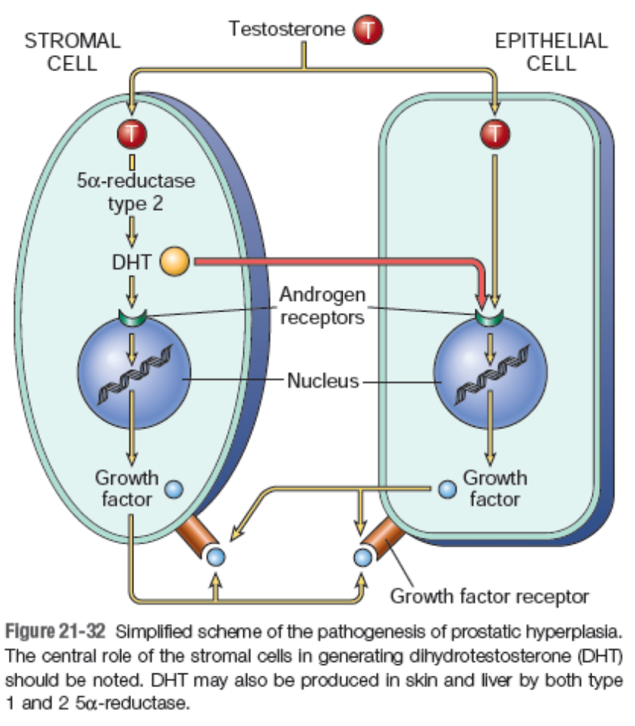 Testosterone T
STROMAL
CELL
EPITHELIAL
CELL
T
T
5α-reductase
type 2
DHT
Androgen
receptors
Nucleus
Growth
factor
Growth
factor
Growth factor receptor
Figure 21-32 Simplified scheme of the pathogenesis of prostatic hyperplasia.
The central role of the stromal cells in generating dihydrotestosterone (DHT)
should be noted. DHT may also be produced in skin and liver by both type
1 and 2 5α-reductase.